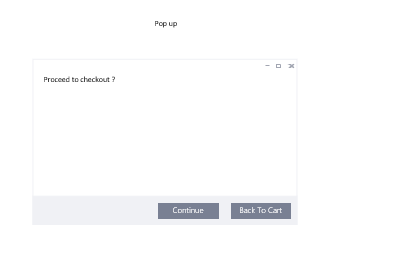 Pop up
Proceed to checkout ?
Continue
Back To Cart